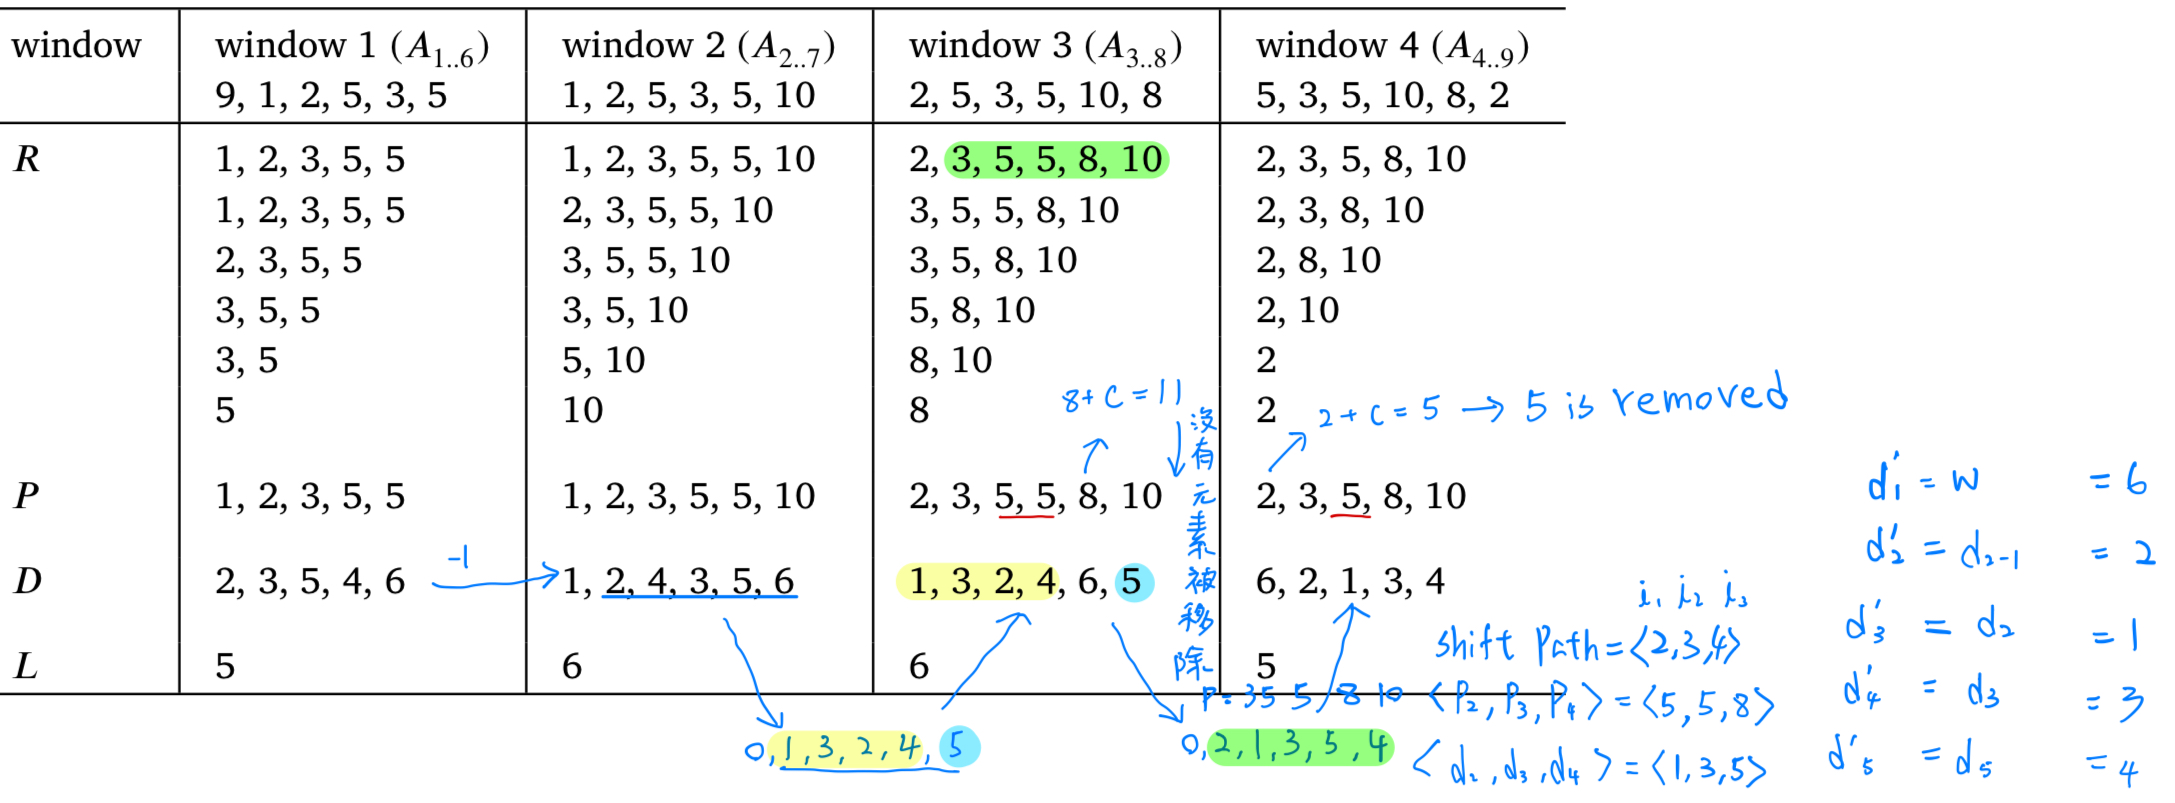 window	window 1 (A1..6)	window 2 (A2..7)	window 3 (A3..8)	window 4 (A4..9)
9, 1, 2, 5, 3, 5	1, 2, 5, 3, 5, 10	2, 5, 3, 5, 10, 8	5, 3, 5, 10, 8, 2
R	1, 2, 3, 5, 5	1, 2, 3, 5, 5, 10	2, 3, 5, 5, 8, 10	2, 3, 5, 8, 10
1, 2, 3, 5, 5	2, 3, 5, 5, 10	3, 5, 5, 8, 10	2, 3, 8, 10
2, 3, 5, 5	3, 5, 5, 10	3, 5, 8, 10	2, 8, 10
3, 5, 5	3, 5, 10	5, 8, 10	2, 10
3, 5	5, 10	8, 10	2
5	10	8	2
8+c=11
沒有元素被移除
2+c=5 → 5 is removed
P	1, 2, 3, 5, 5	1, 2, 3, 5, 5, 10	2, 3, 5, 5, 8, 10	2, 3, 5, 8, 10
-1
D	2, 3, 5, 4, 6	1, 2, 4, 3, 5, 6	1, 3, 2, 4, 6, 5	6, 2, 1, 3, 4
L	5	6	6	5
0, 1, 3, 2, 4, 5
P= 3 5 5 8 10
0, 2, 1, 3, 5, 4
i1 i2 i3
shift Path=<2,3,4>
<P2, P3, P4> = <5, 5, 8>
<d2, d3, d4> = <1, 3, 5>
d'1 = w = 6
d'2 = d2-1 = 2
d'3 = d2 = 1
d'4 = d3 = 3
d'5 = d5 = 4